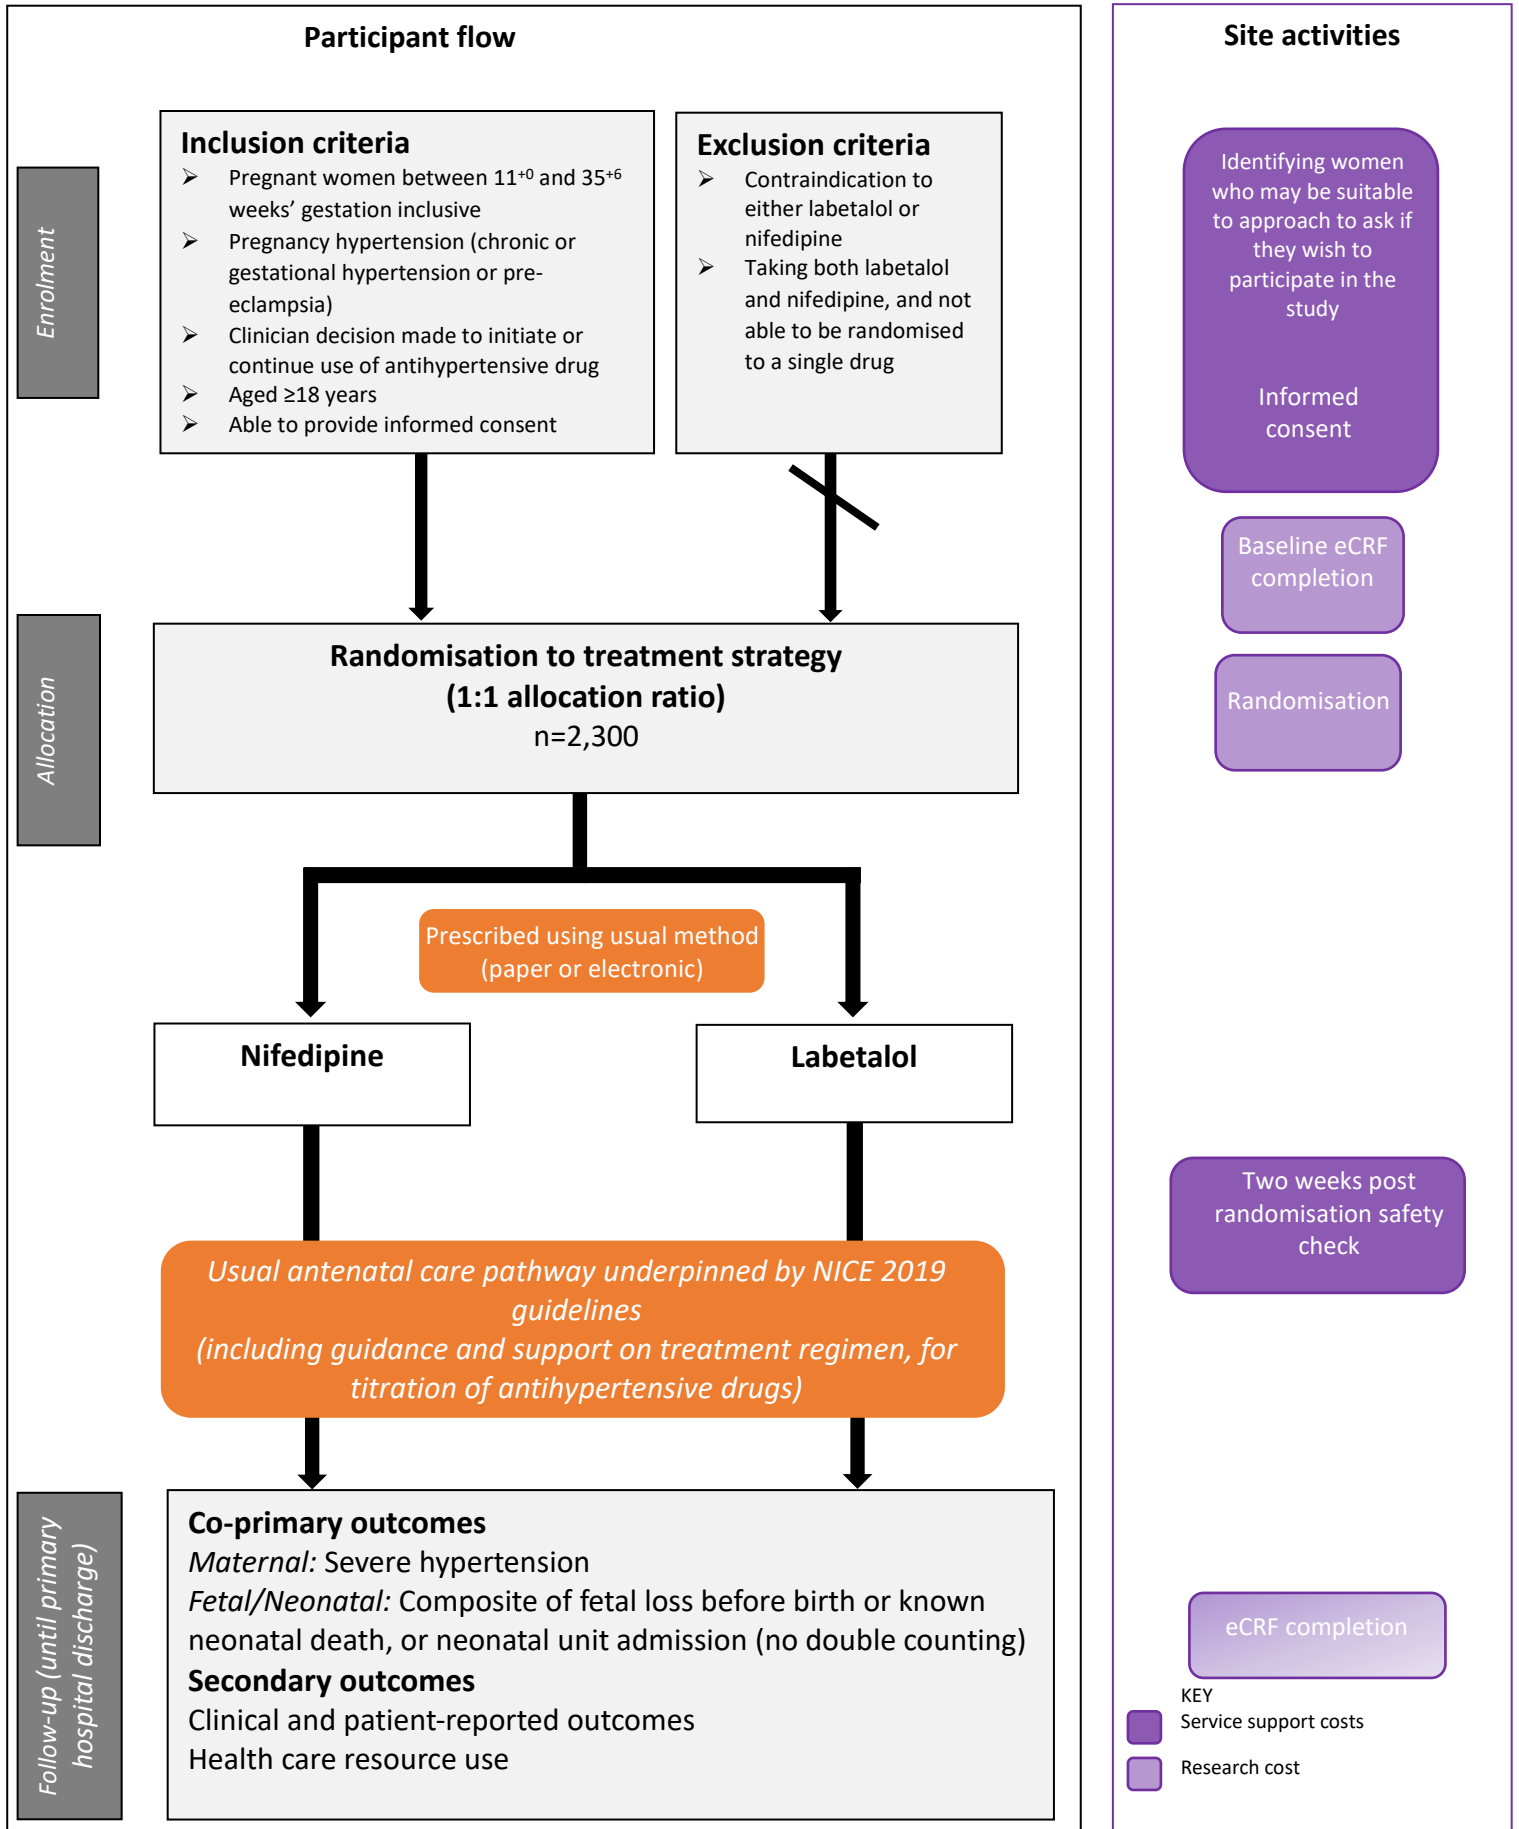 Participant flow
Inclusion criteria
➢ Pregnant women between 11⁺⁰ and 35⁺⁶
weeks’ gestation inclusive
➢ Pregnancy hypertension (chronic or
gestational hypertension or pre-
eclampsia)
➢ Clinician decision made to initiate or
continue use of antihypertensive drug
➢ Aged ≥18 years
➢ Able to provide informed consent
Exclusion criteria
➢ Contraindication to
either labetalol or
nifedipine
➢ Taking both labetalol
and nifedipine, and not
able to be randomised
to a single drug
Enrolment
Allocation
Randomisation to treatment strategy
(1:1 allocation ratio)
n=2,300
Prescribed using usual method
(paper or electronic)
Nifedipine
Labetalol
Usual antenatal care pathway underpinned by NICE 2019
guidelines
(including guidance and support on treatment regimen, for
titration of antihypertensive drugs)
Follow-up (until primary
hospital discharge)
Co-primary outcomes
Maternal: Severe hypertension
Fetal/Neonatal: Composite of fetal loss before birth or known
neonatal death, or neonatal unit admission (no double counting)
Secondary outcomes
Clinical and patient-reported outcomes
Health care resource use
Site activities
Identifying women
who may be suitable
to approach to ask if
they wish to
participate in the
study
Informed
consent
Baseline eCRF
completion
Randomisation
Two weeks post
randomisation safety
check
eCRF completion
KEY
Service support costs
Research cost